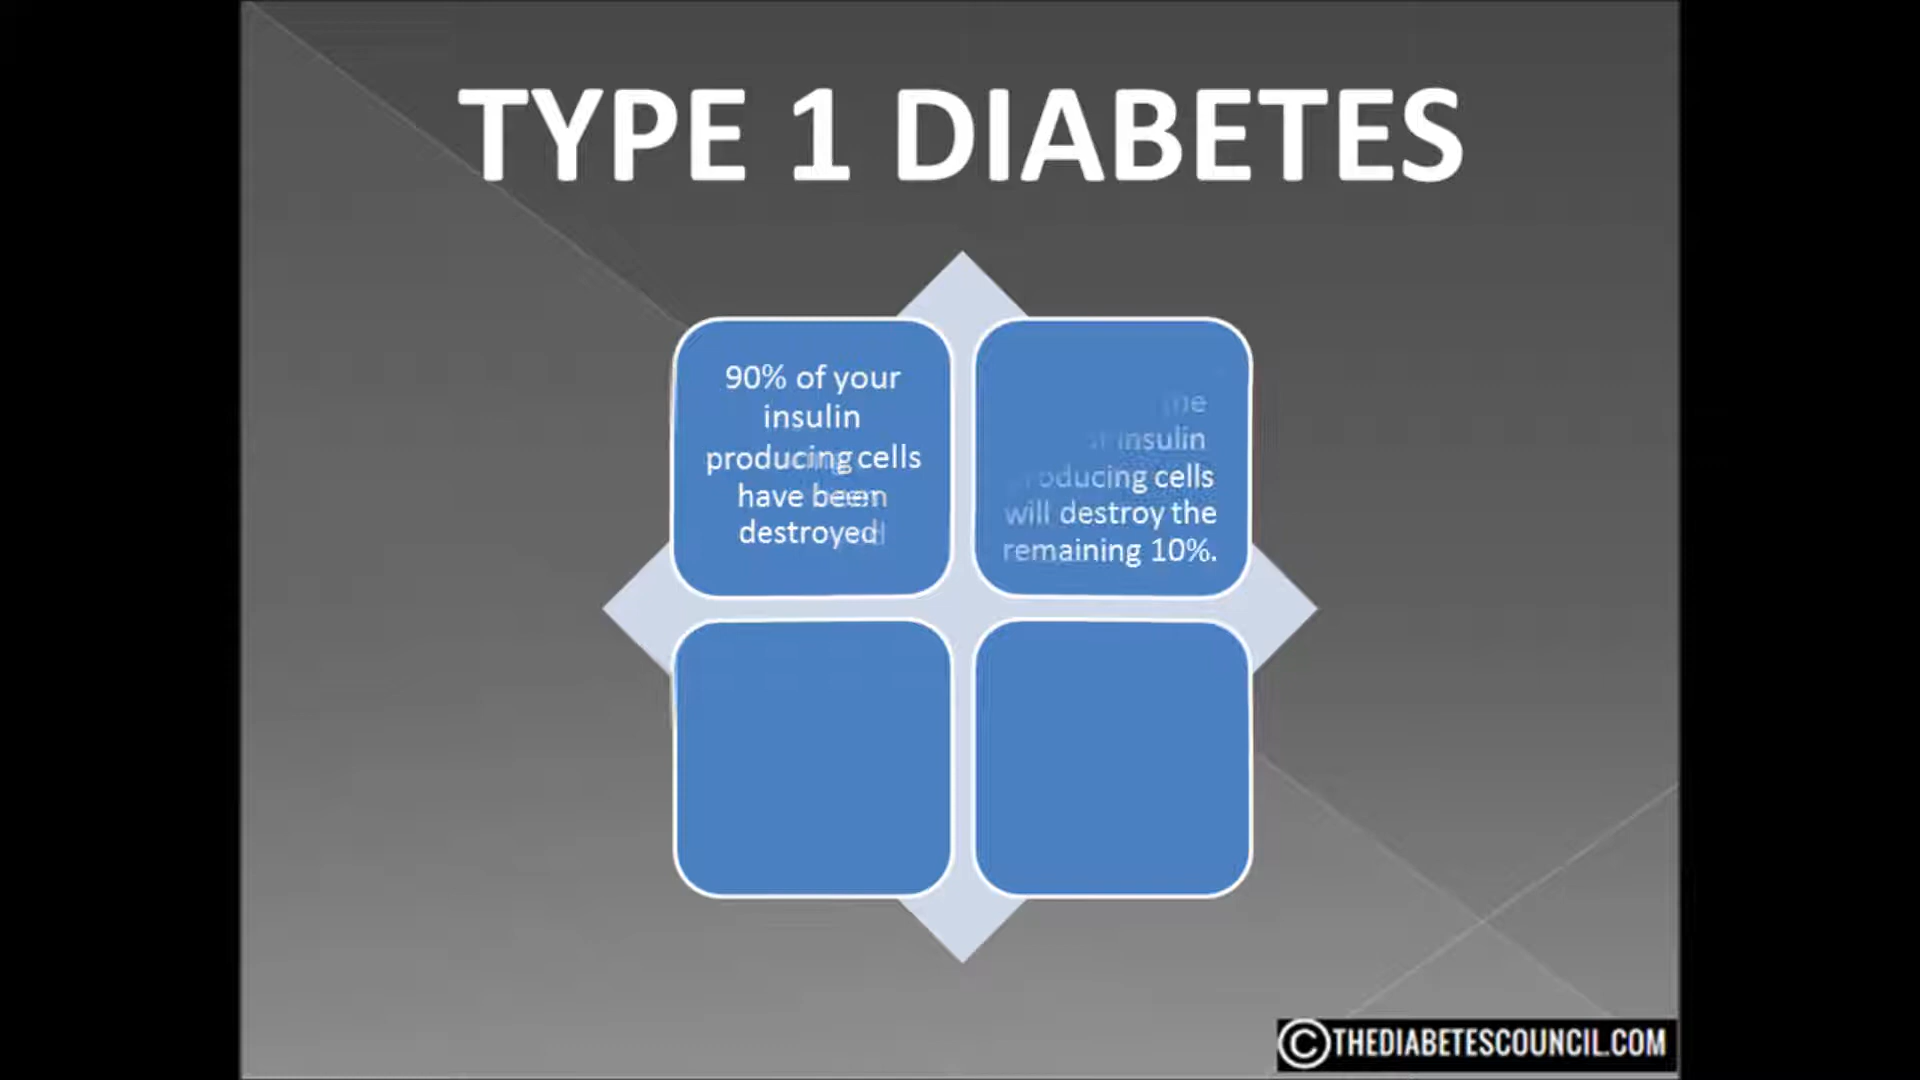 TYPE 1 DIABETES
90% of your
insulin
producing cells
have been
destroyed
insulin
cells
will destroy the
remaining 10%.
©THEDIABETESCOUNCIL.COM